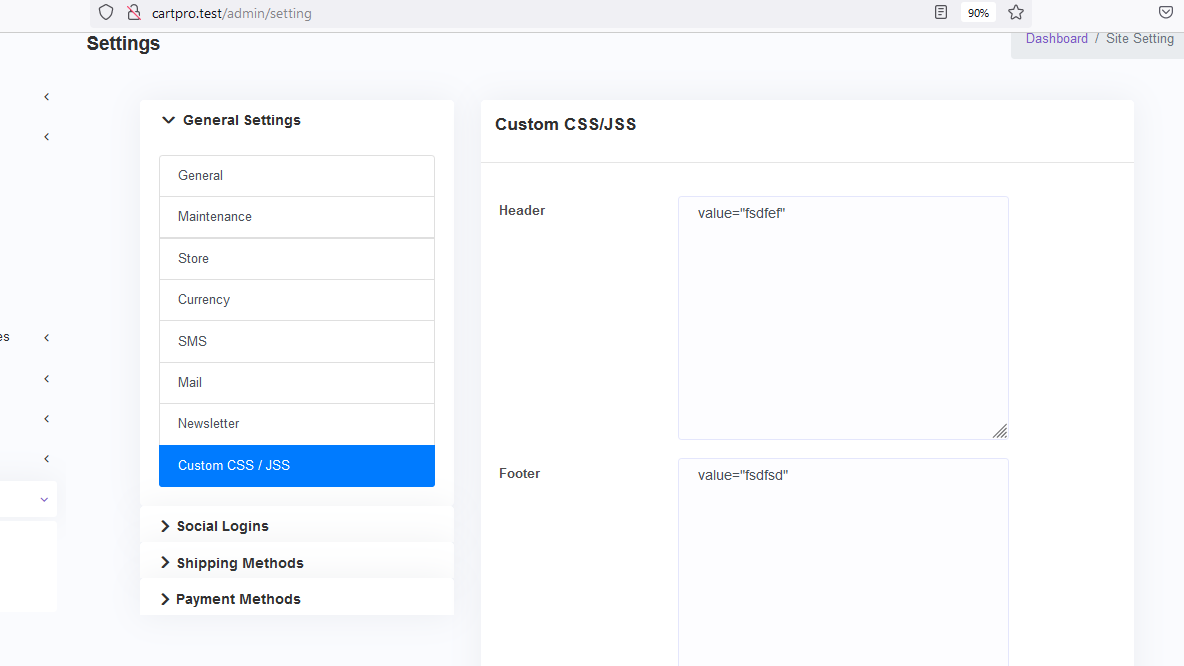 cartpro.test/admin/setting
90%
Settings
Dashboard / Site Setting
es
General Settings
General
Maintenance
Store
Currency
SMS
Mail
Newsletter
Custom CSS / JSS
Social Logins
Shipping Methods
Payment Methods
Custom CSS/JSS
Header
value="fsdfef"
Footer
value="fsdfsd"